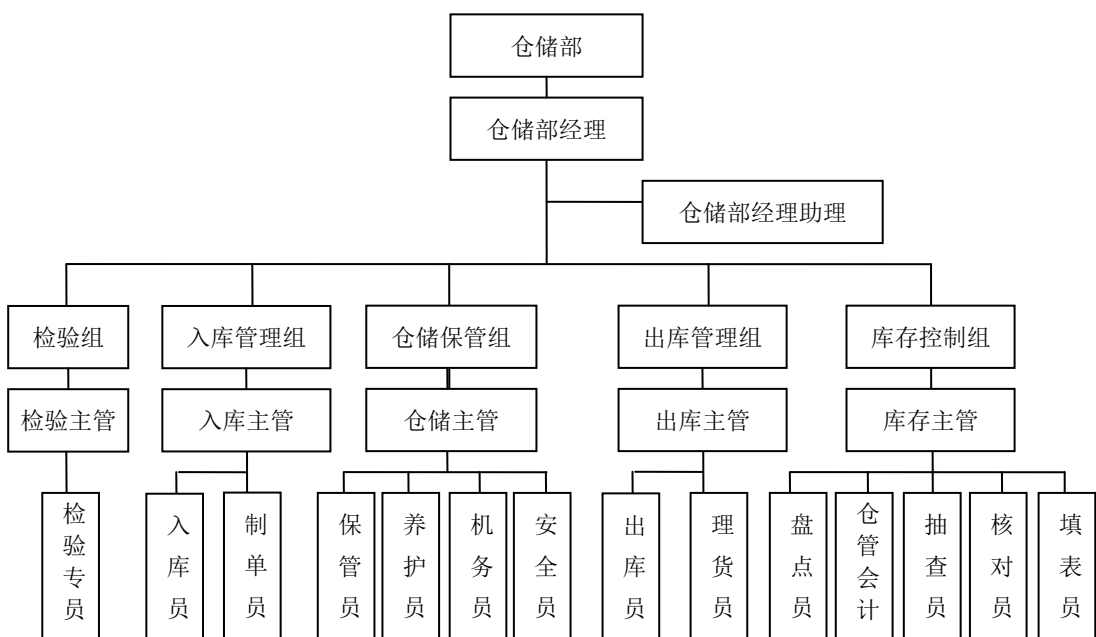 仓储部
仓储部经理
仓储部经理助理
检验组
入库管理组
仓储保管组
出库管理组
库存控制组
检验主管
入库主管
仓储主管
出库主管
库存主管
检验专员
入库员
制单员
保管员
养护员
机务员
安全员
出库员
理货员
盘点员
仓管会计
抽查员
核对员
填表员